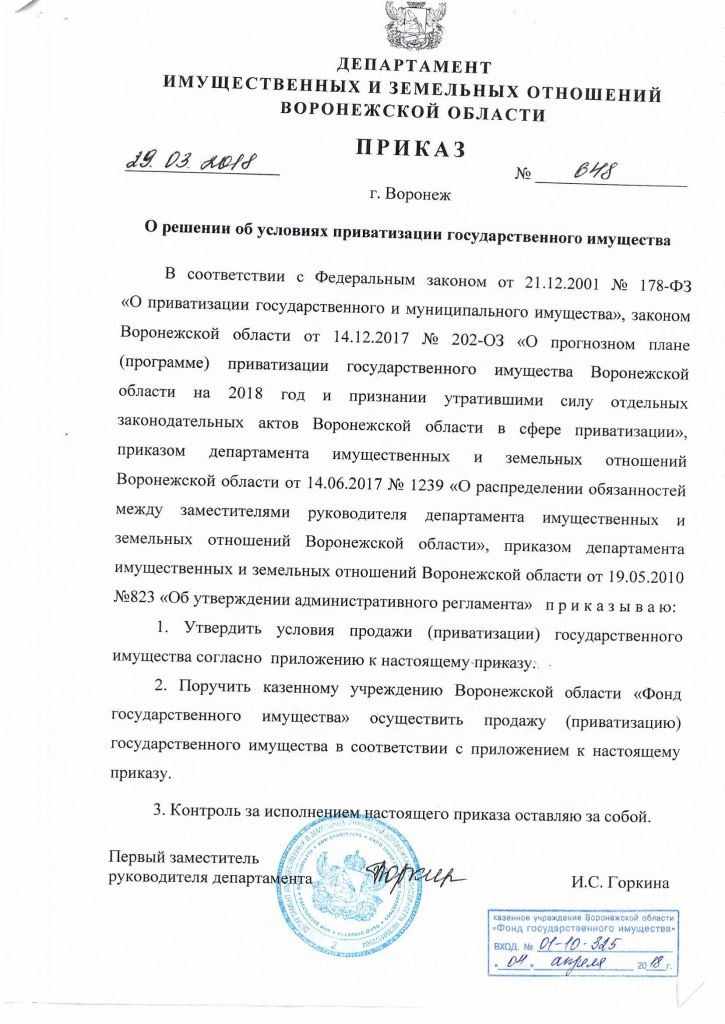 ДЕПАРТАМЕНТ
ИМУЩЕСТВЕННЫХ И ЗЕМЕЛЬНЫХ ОТНОШЕНИЙ
ВОРОНЕЖСКОЙ ОБЛАСТИ
ПРИКАЗ
29.03.2018
№ 648
г. Воронеж
О решении об условиях приватизации государственного имущества
В соответствии с Федеральным законом от 21.12.2001 № 178-ФЗ
«О приватизации государственного и муниципального имущества», законом
Воронежской области от 14.12.2017 № 202-ОЗ «О прогнозном плане
(программе) приватизации государственного имущества Воронежской
области на 2018 год и признании утратившими силу отдельных
законодательных актов Воронежской области в сфере приватизации»,
приказом департамента имущественных и земельных отношений
Воронежской области от 14.06.2017 № 1239 «О распределении обязанностей
между заместителями руководителя департамента имущественных и
земельных отношений Воронежской области», приказом департамента
имущественных и земельных отношений Воронежской области от 19.05.2010
№823 «Об утверждении административного регламента» п р и к а з ы в а ю:
1. Утвердить условия продажи (приватизации) государственного
имущества согласно приложению к настоящему приказу.
2. Поручить казенному учреждению Воронежской области «Фонд
государственного имущества» осуществить продажу (приватизацию)
государственного имущества в соответствии с приложением к настоящему
приказу.
3. Контроль за исполнением настоящего приказа оставляю за собой.
Первый заместитель
руководителя департамента
И.С. Горкина
казенное учреждение Воронежской области
«Фонд государственного имущества»
ВХОД. № 01-10-325
«04» апреля 2018 г.